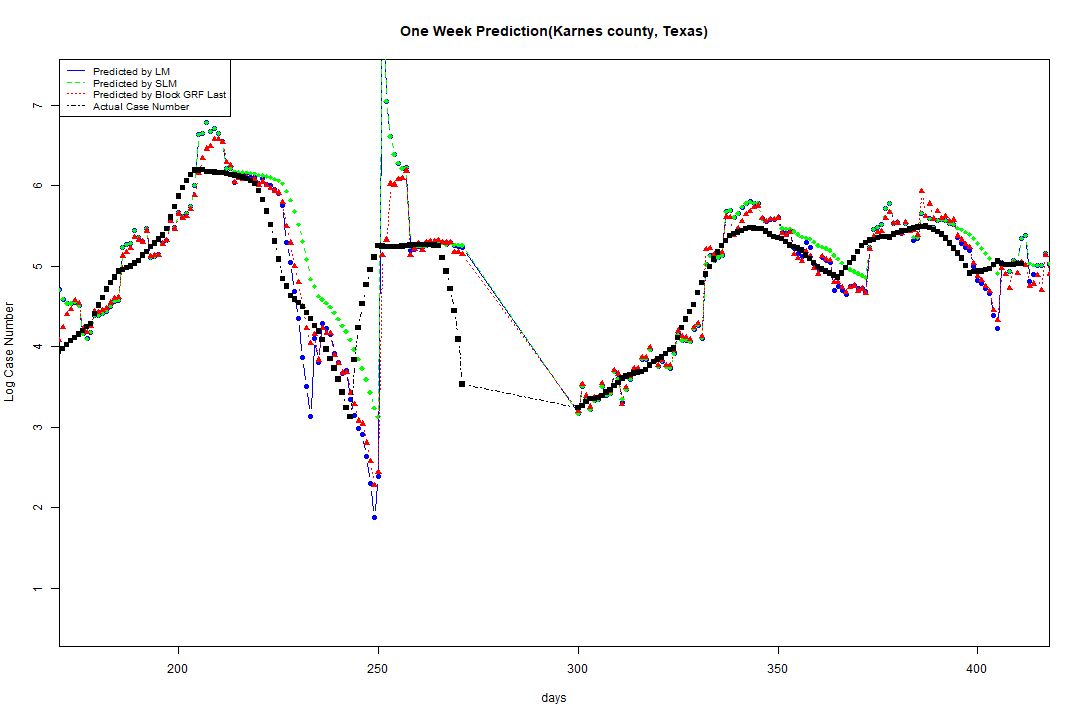 One Week Prediction(Karnes county, Texas)
Predicted by LM
Predicted by SLM
Predicted by Block GRF Last
Actual Case Number
7
6
5
4
3
2
1
Log Case Number
200 250 300 350 400
days